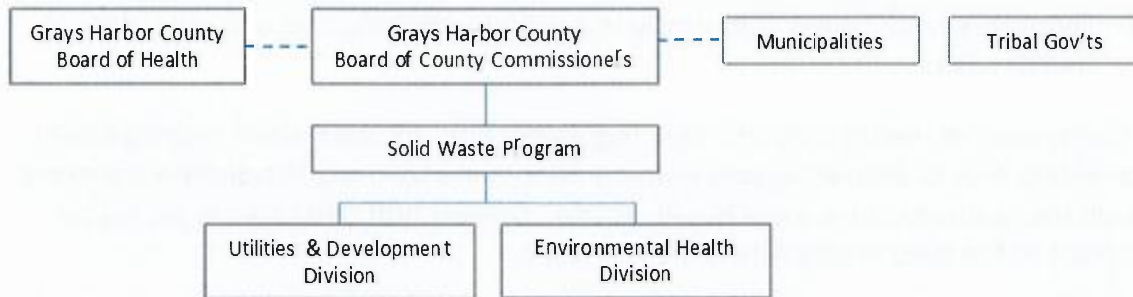 Grays Harbor County
Board of Health
Grays Harbor County
Board of County Commissioners
Municipalities
Tribal Gov'ts
Solid Waste Program
Utilities & Development
Division
Environmental Health
Division